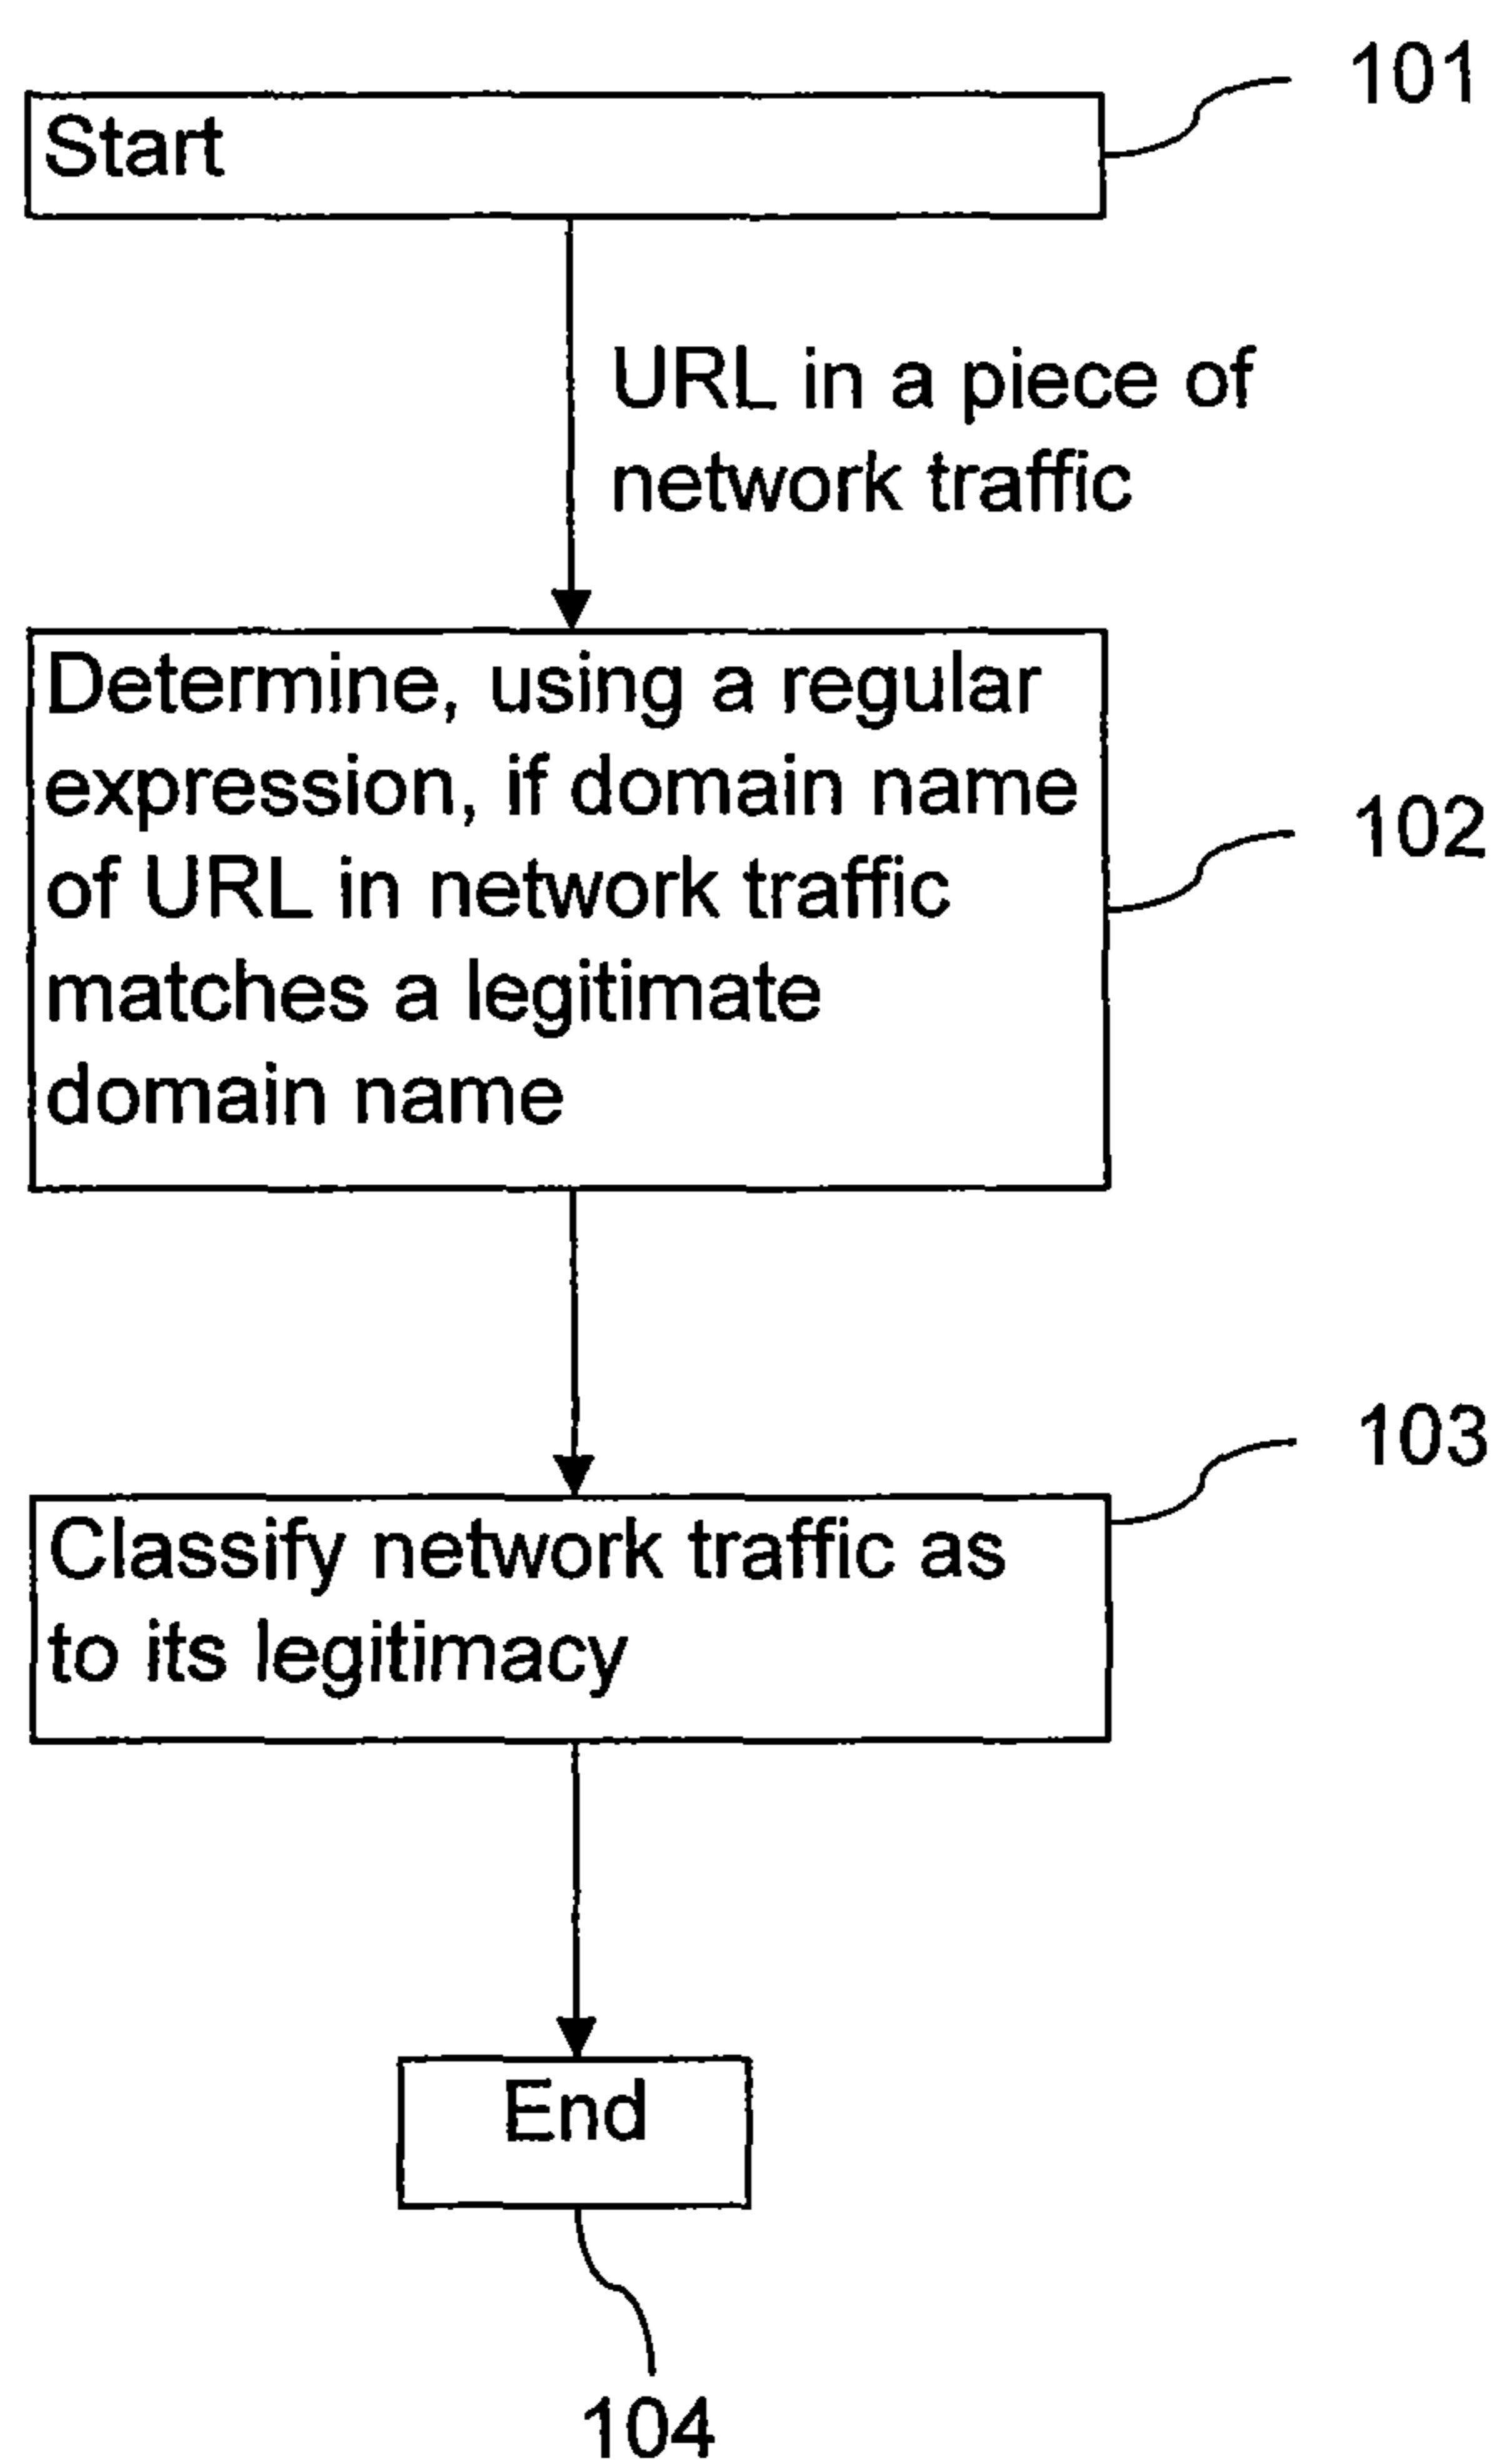 101
Start
URL in a piece of
network traffic
Determine, using a regular
expression, if domain name
of URL in network traffic
matches a legitimate
domain name
102
103
Classify network traffic as
to its legitimacy
End
104